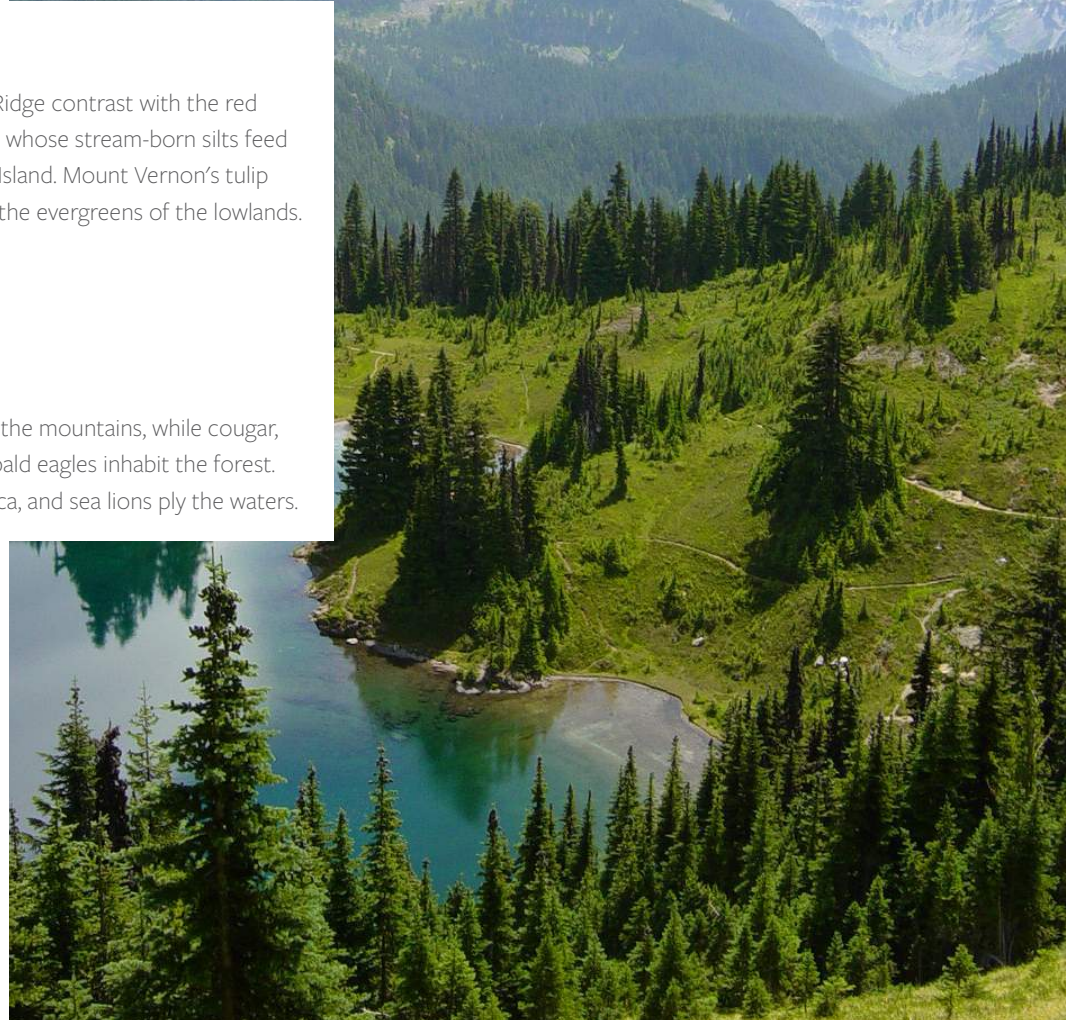 Ridge contrast with the red
whose stream-born silts feed
Island. Mount Vernon's tulip
the evergreens of the lowlands.
the mountains, while cougar,
bald eagles inhabit the forest.
ca, and sea lions ply the waters.